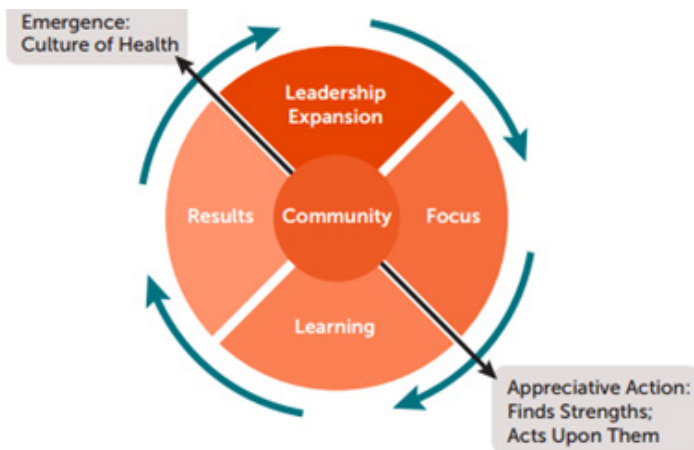 Emergence:
Culture of Health
Leadership
Expansion
Results
Community
Focus
Learning
Appreciative Action:
Finds Strengths;
Acts Upon Them